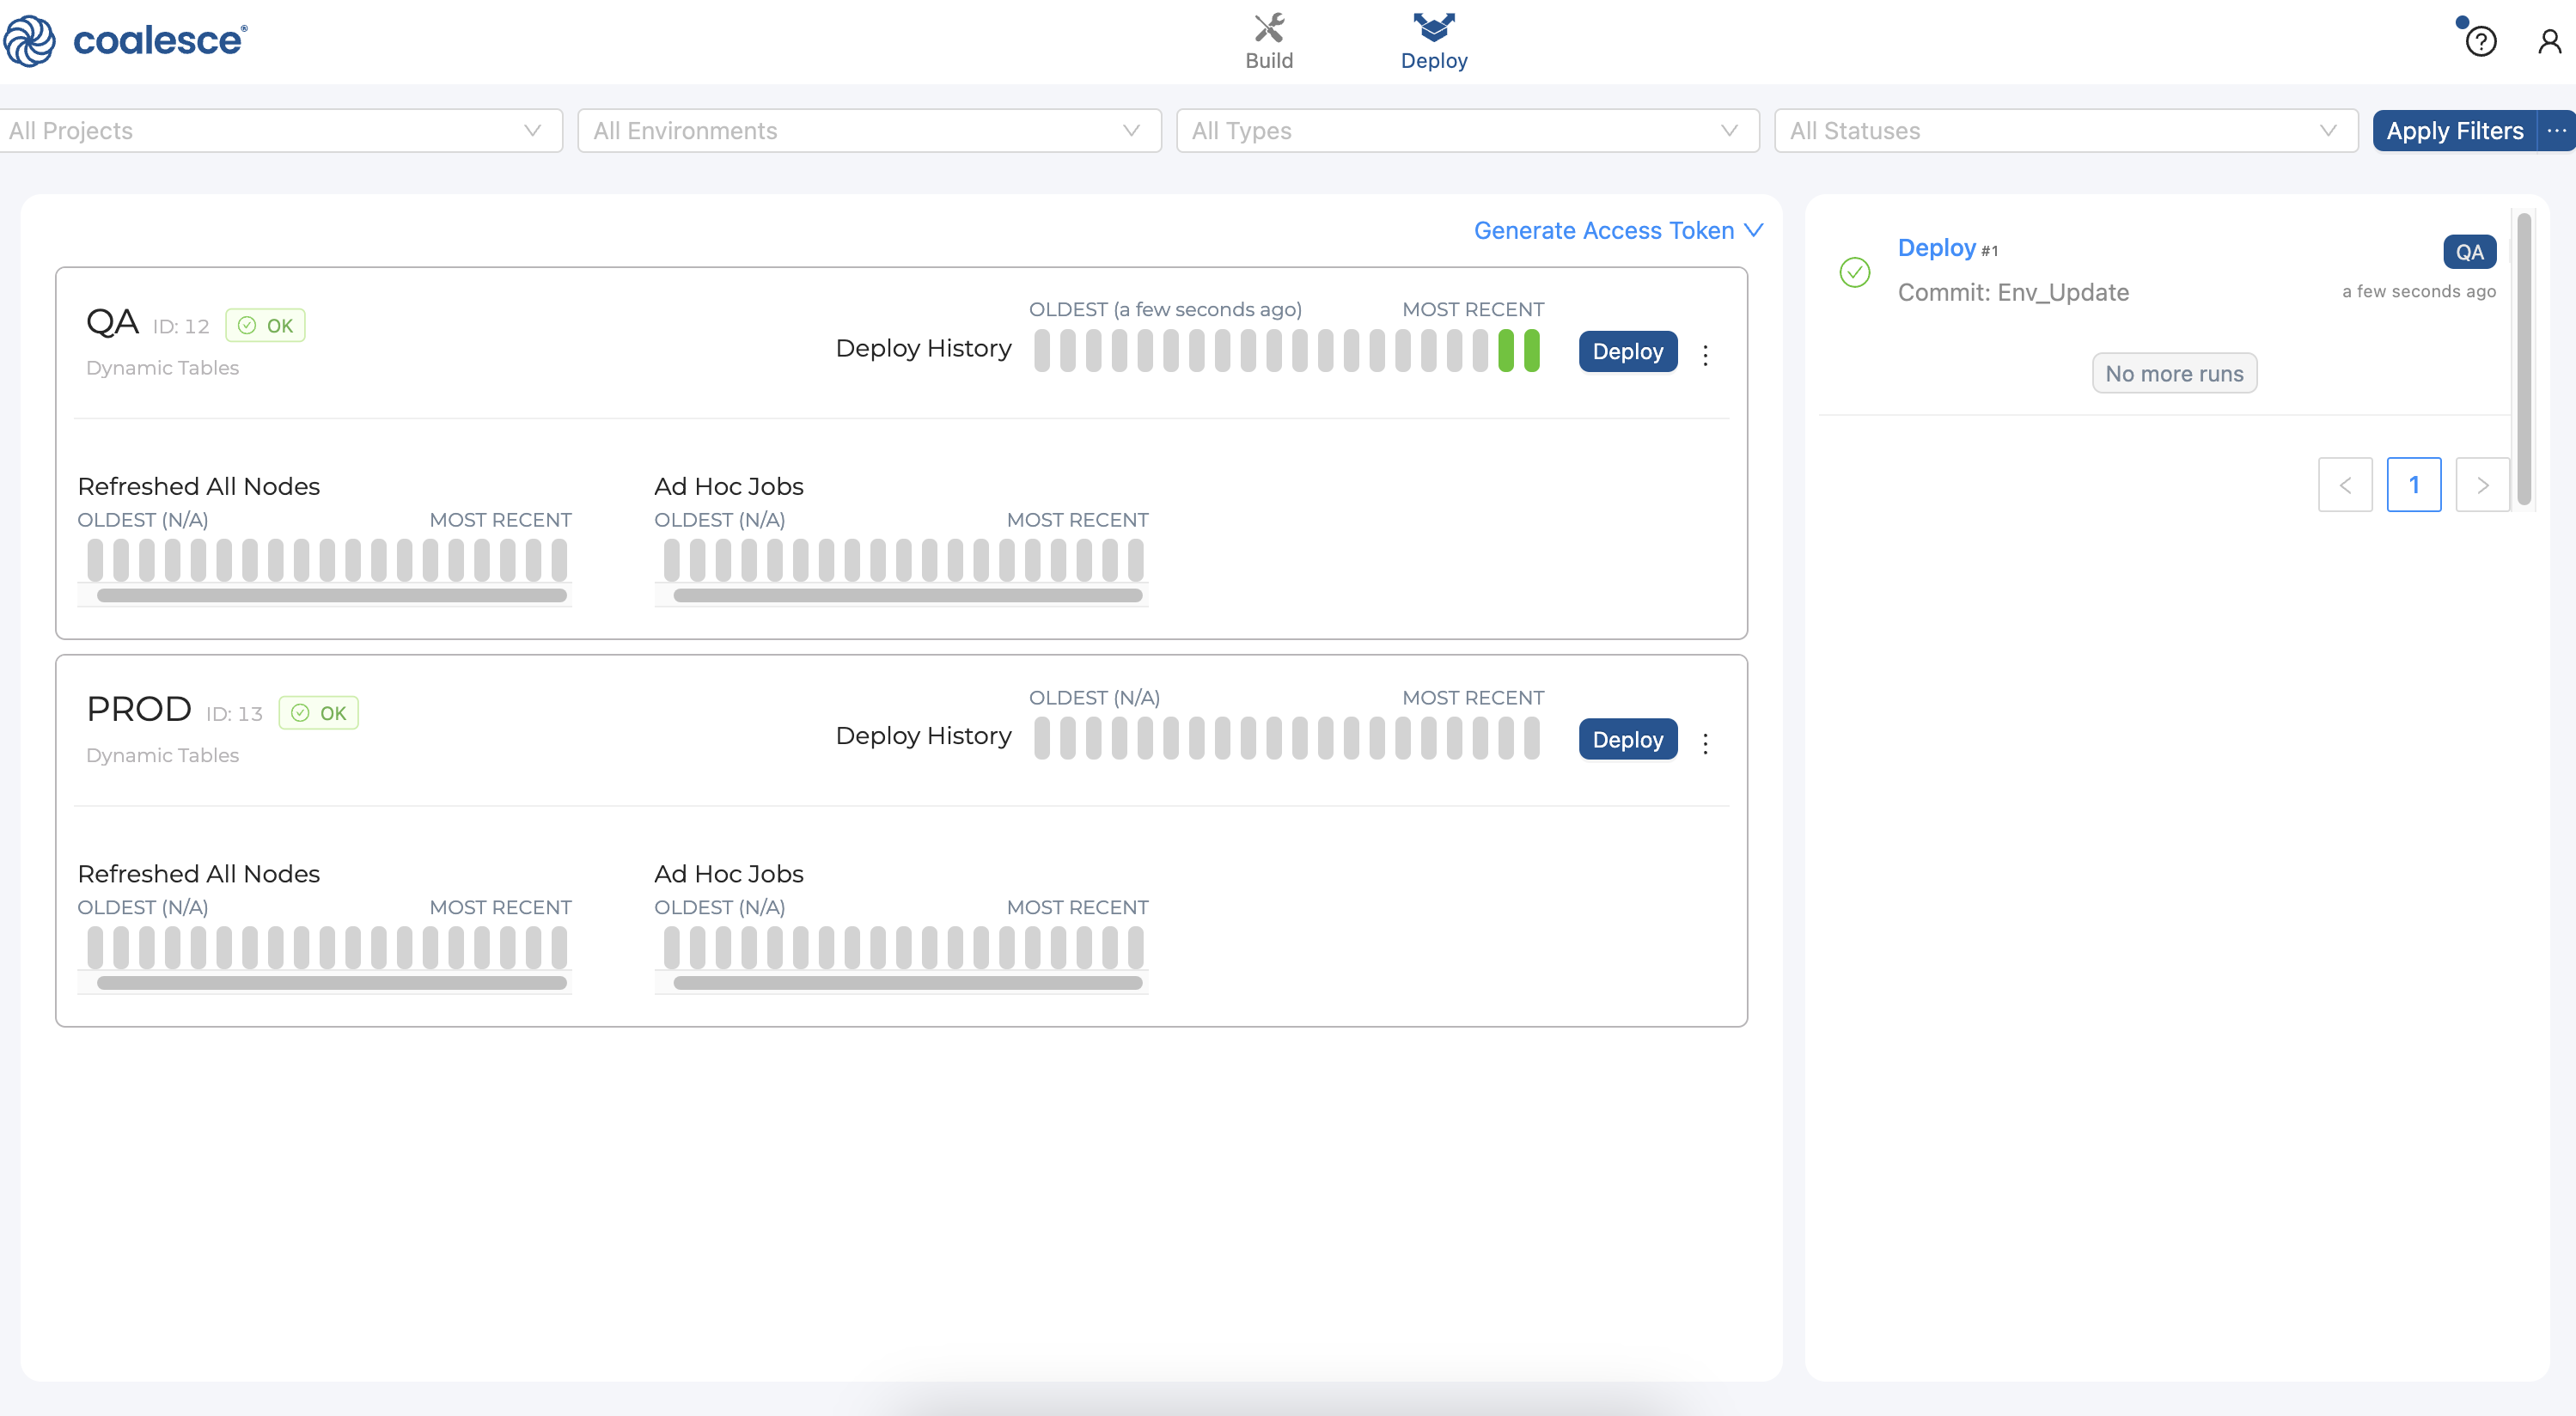 coalesce®
Build
Deploy
All Projects
All Environments
All Types
All Statuses
Apply Filters
Generate Access Token
QA ID: 12 OK
Dynamic Tables
Deploy History
OLDEST (a few seconds ago) MOST RECENT
Deploy
Refreshed All Nodes
OLDEST (N/A) MOST RECENT
Ad Hoc Jobs
OLDEST (N/A) MOST RECENT
PROD ID: 13 OK
Dynamic Tables
Deploy History
OLDEST (N/A) MOST RECENT
Deploy
Refreshed All Nodes
OLDEST (N/A) MOST RECENT
Ad Hoc Jobs
OLDEST (N/A) MOST RECENT
Deploy #1
QA
Commit: Env_Update
a few seconds ago
No more runs
< 1 >